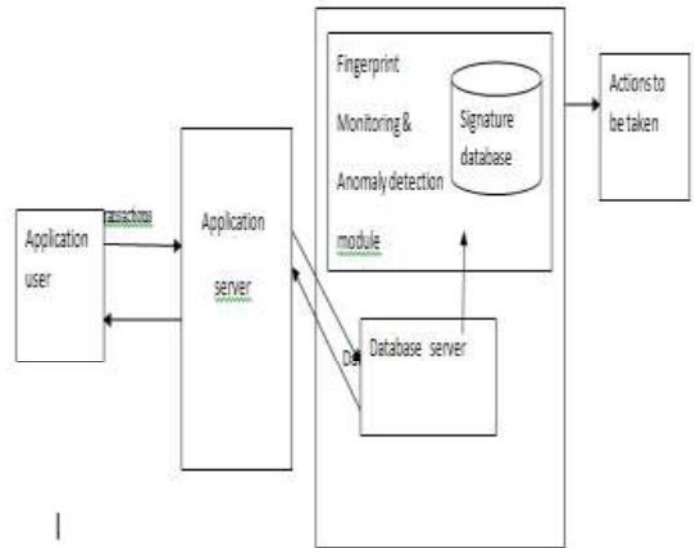 Application
user
Application
server
Fingerprint
Monitoring &
Anomaly detection
module
Signature
database
Database server
Actions to
be taken